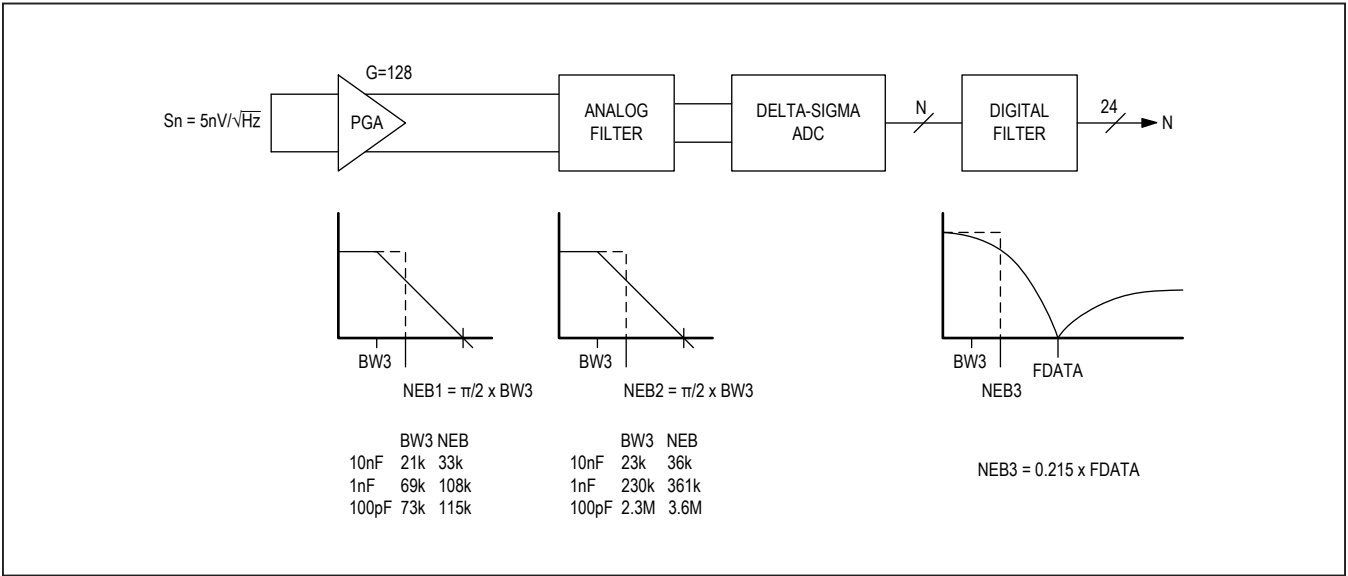 G=128
Sn = 5nV/√Hz
PGA
ANALOG
FILTER
DELTA-SIGMA
ADC
N
DIGITAL
FILTER
24
N
BW3
NEB1 = π/2 x BW3
BW3
NEB2 = π/2 x BW3
BW3
NEB3
FDATA
BW3 NEB
10nF 21k 33k
1nF 69k 108k
100pF 73k 115k
BW3 NEB
10nF 23k 36k
1nF 230k 361k
100pF 2.3M 3.6M
NEB3 = 0.215 x FDATA